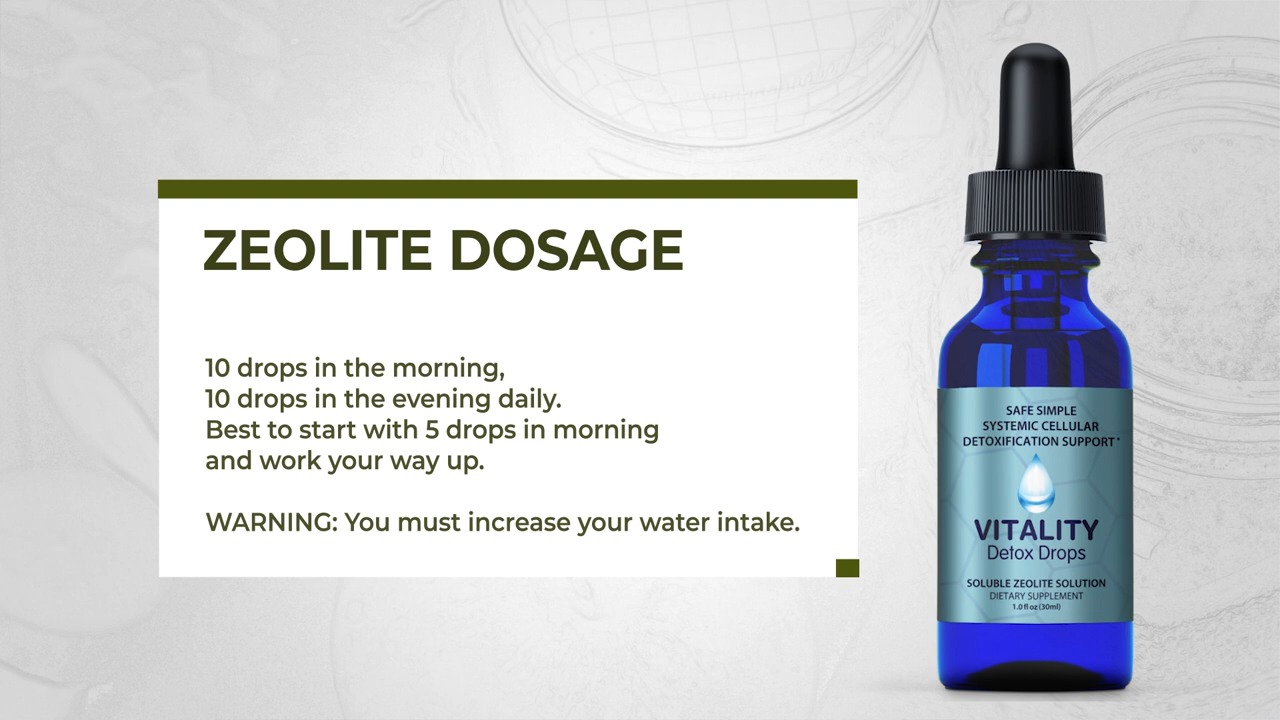 ZEOLITE DOSAGE
10 drops in the morning,
10 drops in the evening daily.
Best to start with 5 drops in morning
and work your way up.
WARNING: You must increase your water intake.
SAFE SIMPLE
SYSTEMIC CELLULAR
DETOXIFICATION SUPPORT*
VITALITY
Detox Drops
SOLUBLE ZEOLITE SOLUTION
DIETARY SUPPLEMENT
1.0 fl oz (30ml)